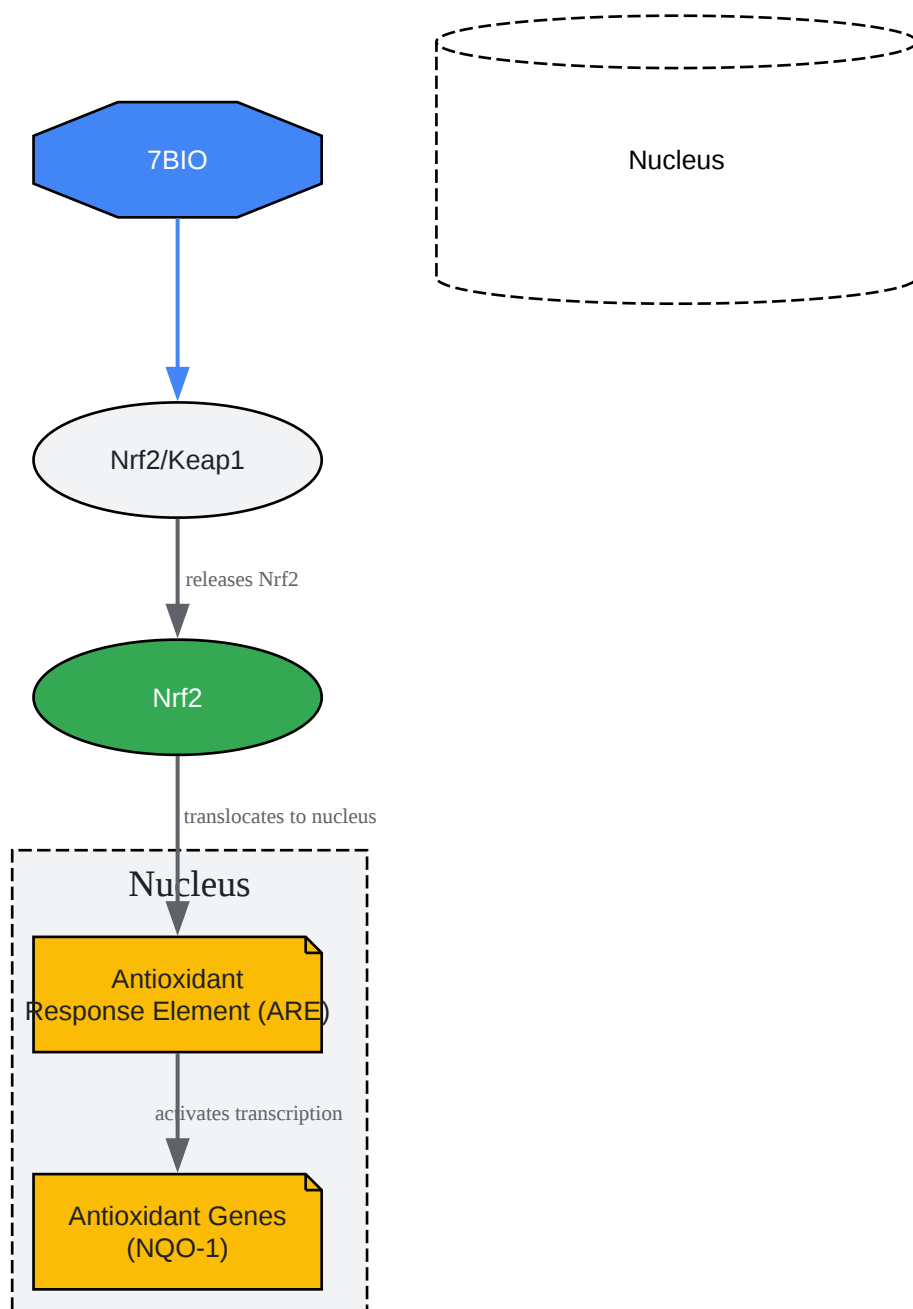 7BIO
Nucleus
Nrf2/Keap1
releases Nrf2
Nrf2
translocates to nucleus
Nucleus
Antioxidant
Response Element (ARE)
activates transcription
Antioxidant Genes
(NQO-1)